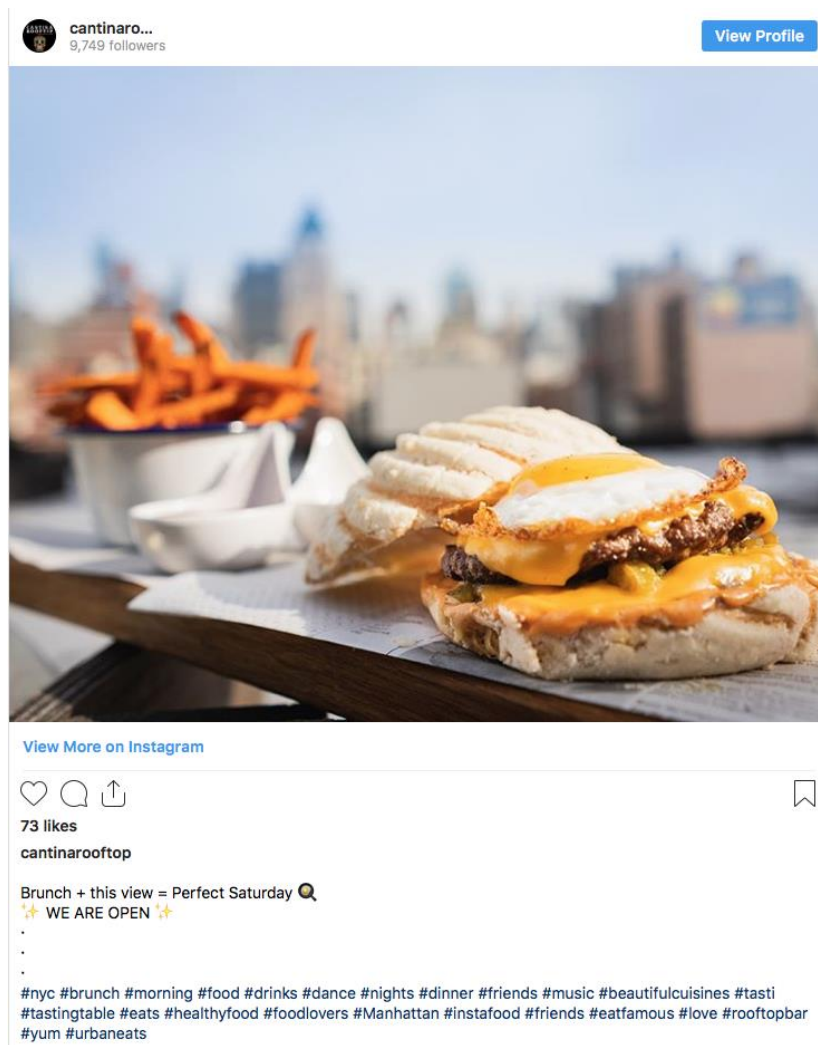 cantinaro...
9,749 followers
View Profile
CANTINA
ROOFTOP
View More on Instagram
73 likes
cantinarooftop
Brunch + this view = Perfect Saturday 🍳
✨ WE ARE OPEN ✨
.
.
.
#nyc #brunch #morning #food #drinks #dance #nights #dinner #friends #music #beautifulcuisines #tasti
#tastingtable #eats #healthyfood #foodlovers #Manhattan #instafood #friends #eatfamous #love #rooftopbar
#yum #urbaneats